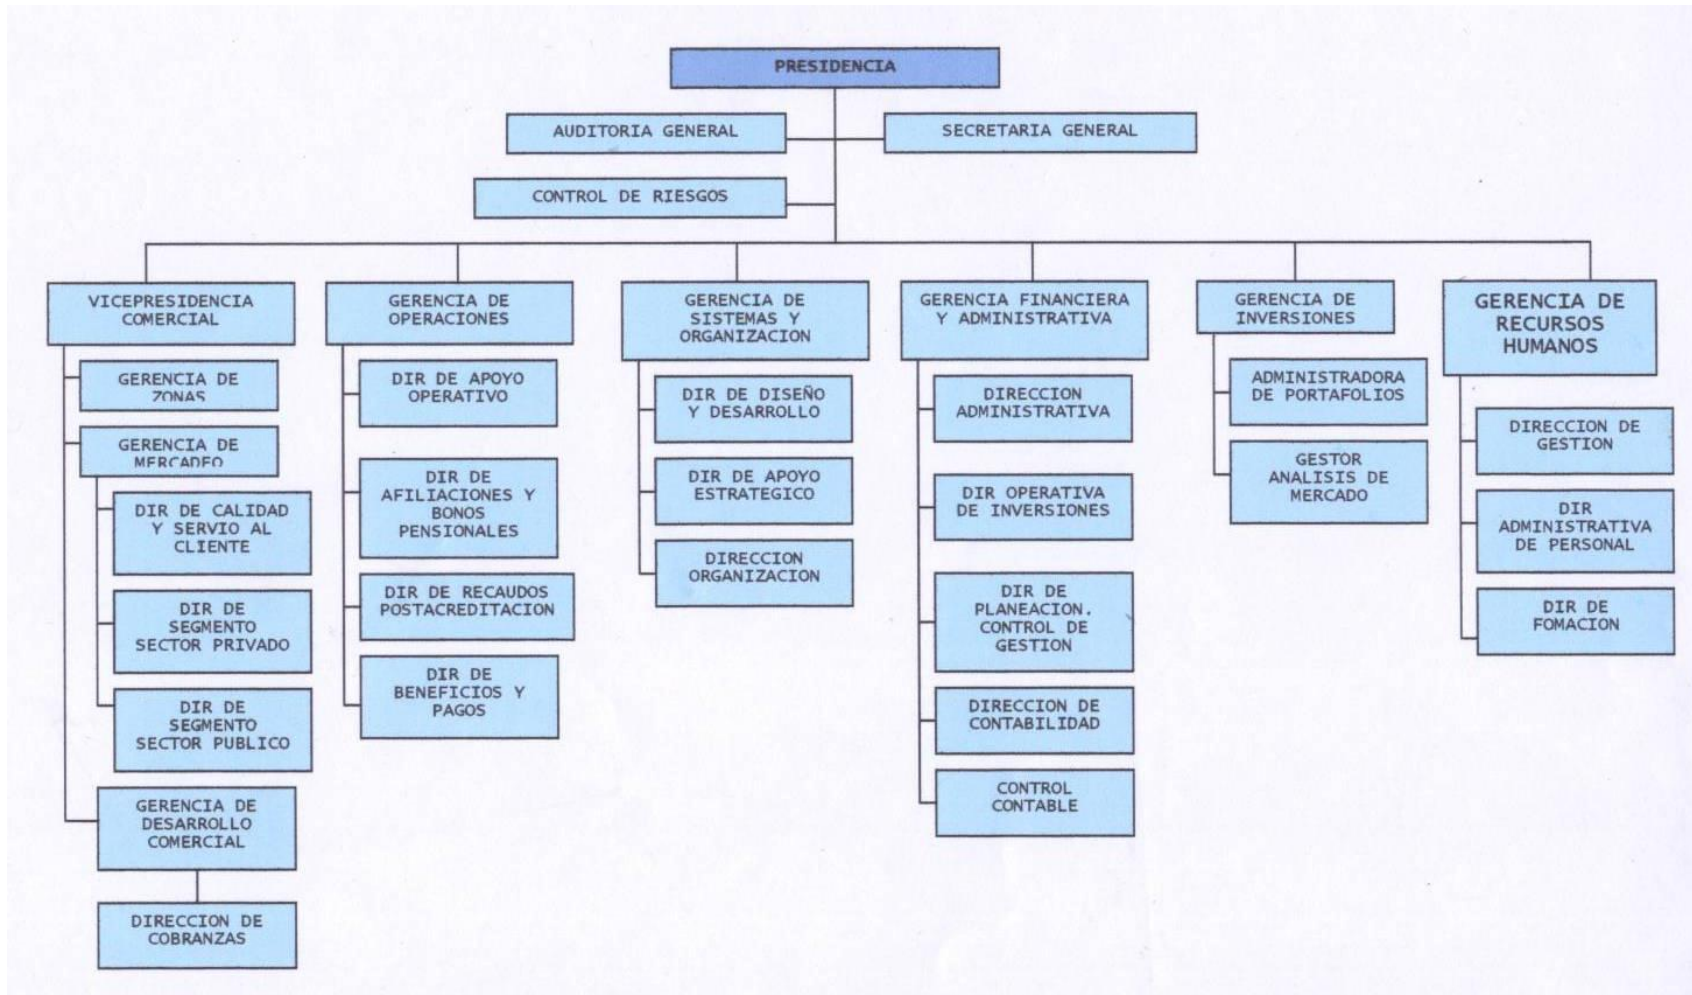 PRESIDENCIA
AUDITORIA GENERAL
SECRETARIA GENERAL
CONTROL DE RIESGOS
VICEPRESIDENCIA
COMERCIAL
GERENCIA DE
ZONAS
GERENCIA DE
MERCADEO
DIR DE CALIDAD
Y SERVIO AL
CLIENTE
DIR DE
SEGMENTO
SECTOR PRIVADO
DIR DE
SEGMENTO
SECTOR PUBLICO
GERENCIA DE
DESARROLLO
COMERCIAL
DIRECCION DE
COBRANZAS
GERENCIA DE
OPERACIONES
DIR DE APOYO
OPERATIVO
DIR DE
AFILIACIONES Y
BONOS
PENSIONALES
DIR DE RECAUDOS
POSTACREDITACION
DIR DE
BENEFICIOS Y
PAGOS
GERENCIA DE
SISTEMAS Y
ORGANIZACION
DIR DE DISEÑO
Y DESARROLLO
DIR DE APOYO
ESTRATEGICO
DIRECCION
ORGANIZACION
GERENCIA FINANCIERA
Y ADMINISTRATIVA
DIRECCION
ADMINISTRATIVA
DIR OPERATIVA
DE INVERSIONES
DIR DE
PLANEACION.
CONTROL DE
GESTION
DIRECCION DE
CONTABILIDAD
CONTROL
CONTABLE
GERENCIA DE
INVERSIONES
ADMINISTRADORA
DE PORTAFOLIOS
GESTOR
ANALISIS DE
MERCADO
GERENCIA DE
RECURSOS
HUMANOS
DIRECCION DE
GESTION
DIR
ADMINISTRATIVA
DE PERSONAL
DIR DE
FOMACION